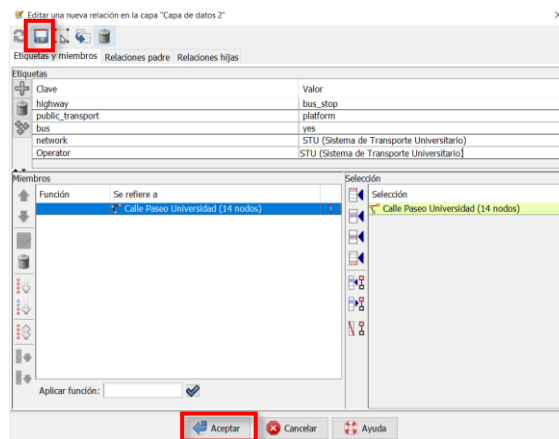 Editar una nueva relación en la capa "Capa de datos 2"
Etiquetas y miembros Relaciones padre Relaciones hijas
Etiquetas
Clave Valor
highway bus_stop
public_transport platform
bus yes
network STU (Sistema de Transporte Universitario)
Operator STU (Sistema de Transporte Universitario)
Miembros Selección
Función Se refiere a Selección
Calle Paseo Universidad (14 nodos) Calle Paseo Universidad (14 nodos)
Aplicar función:
Aceptar Cancelar Ayuda